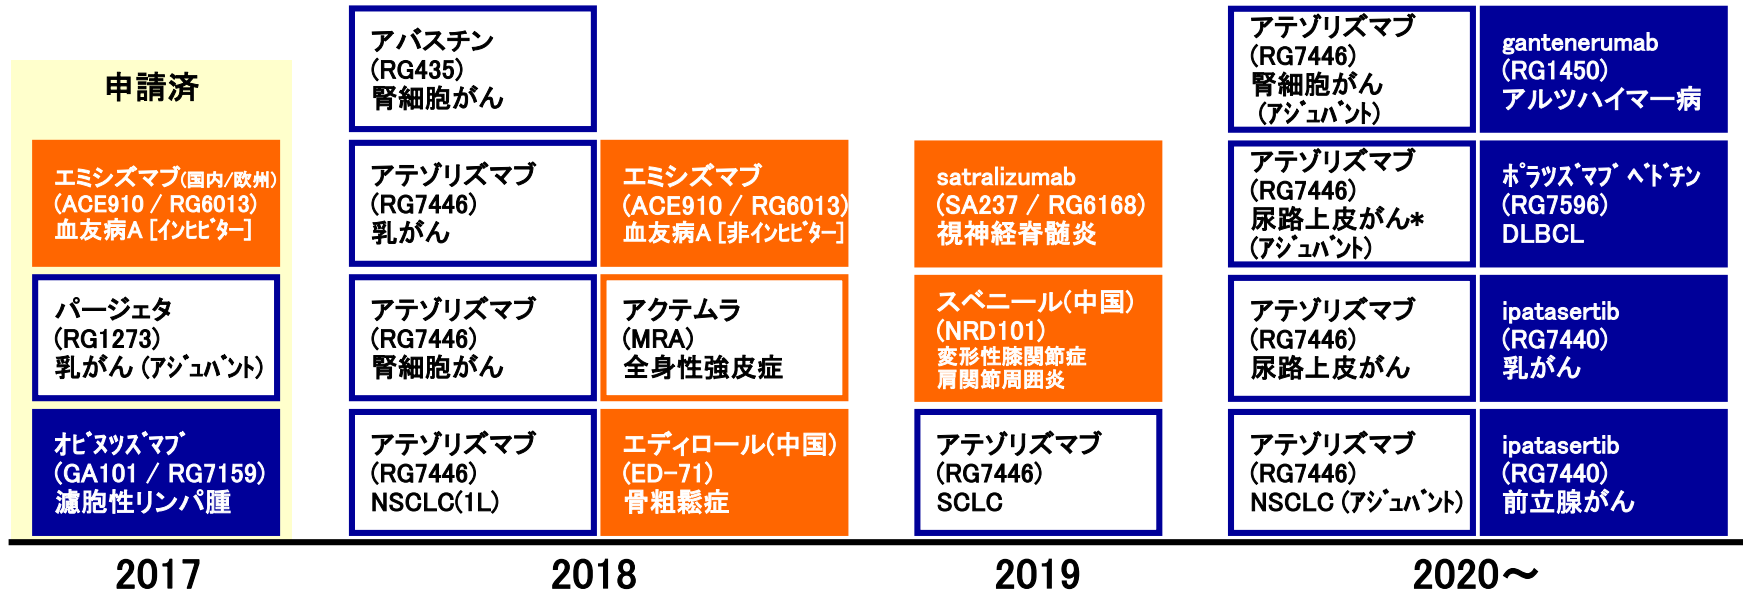 申請済
エミシズマブ(国内/欧州)
(ACE910 / RG6013)
血友病A [ｲﾝﾋﾋﾞﾀｰ]
パージェタ
(RG1273)
乳がん (ｱｼﾞｭﾊﾞﾝﾄ)
ｵﾋﾞﾇﾂｽﾞﾏﾌﾞ
(GA101 / RG7159)
濾胞性リンパ腫
2017
アバスチン
(RG435)
腎細胞がん
アテゾリズマブ
(RG7446)
乳がん
アテゾリズマブ
(RG7446)
腎細胞がん
アテゾリズマブ
(RG7446)
NSCLC(1L)
エミシズマブ
(ACE910 / RG6013)
血友病A [非ｲﾝﾋﾋﾞﾀｰ]
アクテムラ
(MRA)
全身性強皮症
エディロール(中国)
(ED-71)
骨粗鬆症
2018
satralizumab
(SA237 / RG6168)
視神経脊髄炎
スベニール(中国)
(NRD101)
変形性膝関節症
肩関節周囲炎
アテゾリズマブ
(RG7446)
SCLC
2019
アテゾリズマブ
(RG7446)
腎細胞がん
(ｱｼﾞｭﾊﾞﾝﾄ)
アテゾリズマブ
(RG7446)
尿路上皮がん*
(ｱｼﾞｭﾊﾞﾝﾄ)
アテゾリズマブ
(RG7446)
尿路上皮がん
アテゾリズマブ
(RG7446)
NSCLC (ｱｼﾞｭﾊﾞﾝﾄ)
gantenerumab
(RG1450)
アルツハイマー病
ﾎﾟﾗﾂｽﾞﾏﾌﾞ ﾍﾞﾄﾞﾁﾝ
(RG7596)
DLBCL
ipatasertib
(RG7440)
乳がん
ipatasertib
(RG7440)
前立腺がん
2020～